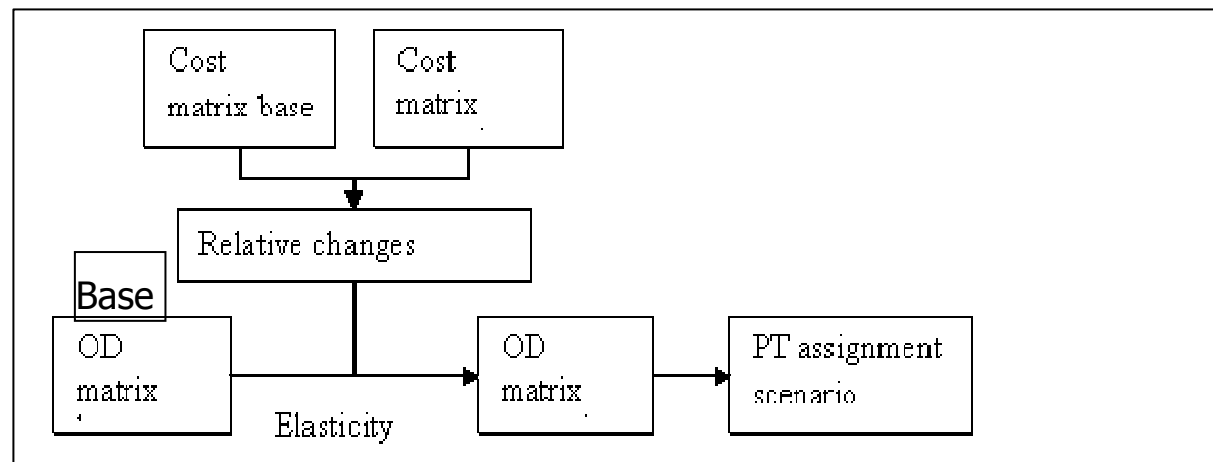 Cost
matrix base
Cost
matrix
Relative changes
Base
OD
matrix
Elasticity
OD
matrix
PT assignment
scenario